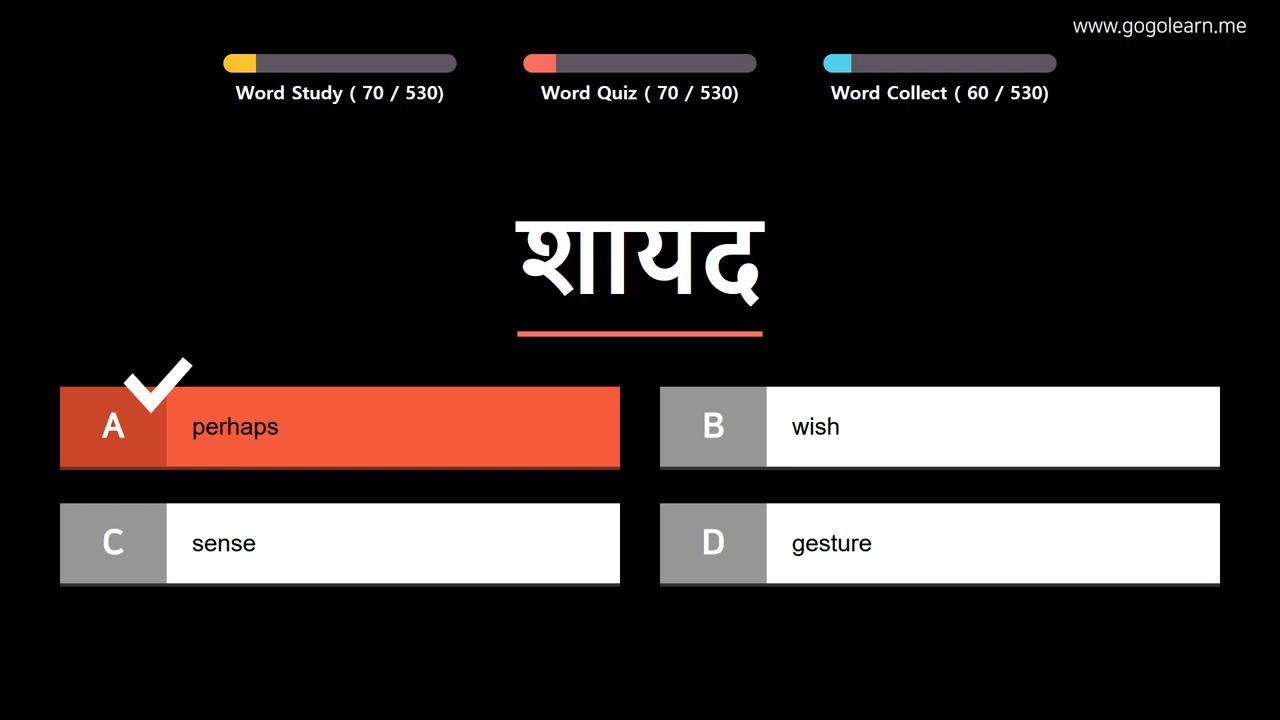 www.gogolearn.me
Word Study ( 70 / 530)
Word Quiz ( 70 / 530)
Word Collect ( 60 / 530)
शायद
A perhaps
B wish
C sense
D gesture